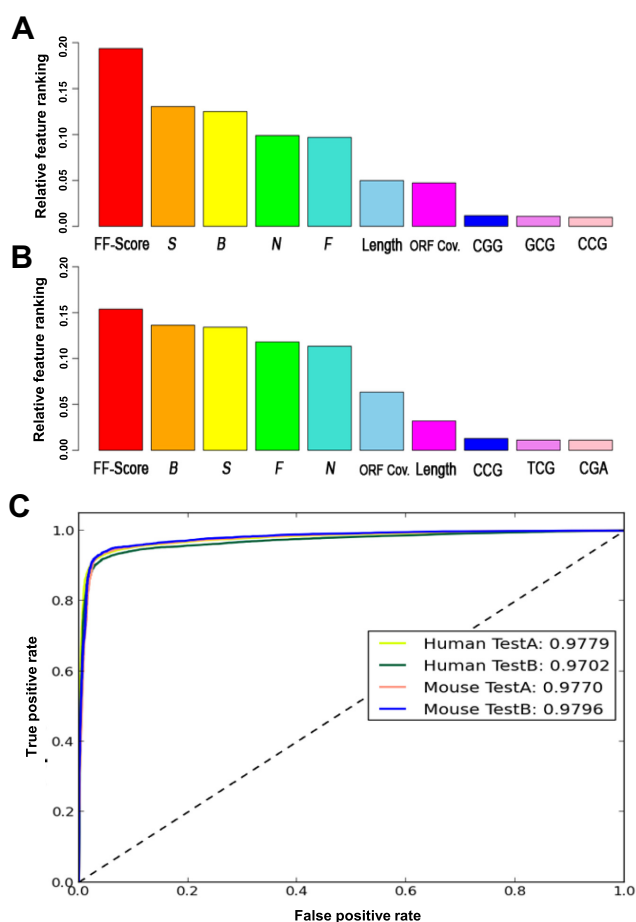 A
Relative feature ranking
0.20
0.15
0.10
0.05
0.00
FF-Score S B N F Length ORF Cov. CGG GCG CCG
B
Relative feature ranking
0.20
0.15
0.10
0.05
0.00
FF-Score B S F N ORF Cov. Length CCG TCG CGA
C
True positive rate
1.0
0.8
0.6
0.4
0.2
0.0
Human TestA: 0.9779
Human TestB: 0.9702
Mouse TestA: 0.9770
Mouse TestB: 0.9796
0.0 0.2 0.4 0.6 0.8 1.0
False positive rate